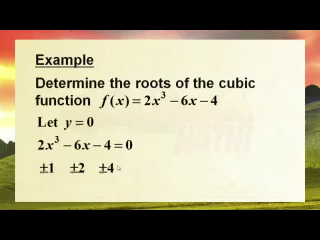 Example
Determine the roots of the cubic
function f(x) = 2x³ − 6x − 4
Let y = 0
2x³ − 6x − 4 = 0
±1 ±2 ±4